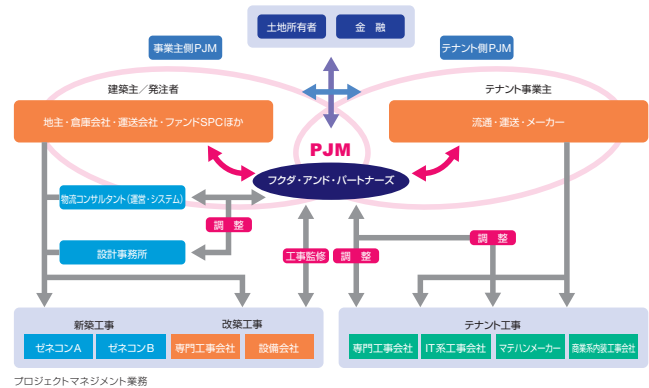 土地所有者
金 融
事業主側PJM
テナント側PJM
建築主／発注者
テナント事業主
地主・倉庫会社・運送会社・ファンドSPCほか
流通・運送・メーカー
PJM
フクダ・アンド・パートナーズ
物流コンサルタント（運営・システム）
調 整
設計事務所
工事監修
調 整
調 整
新築工事
改築工事
テナント工事
ゼネコンA
ゼネコンB
専門工事会社
設備会社
専門工事会社
IT系工事会社
マテハンメーカー
商業系内装工事会社
プロジェクトマネジメント業務